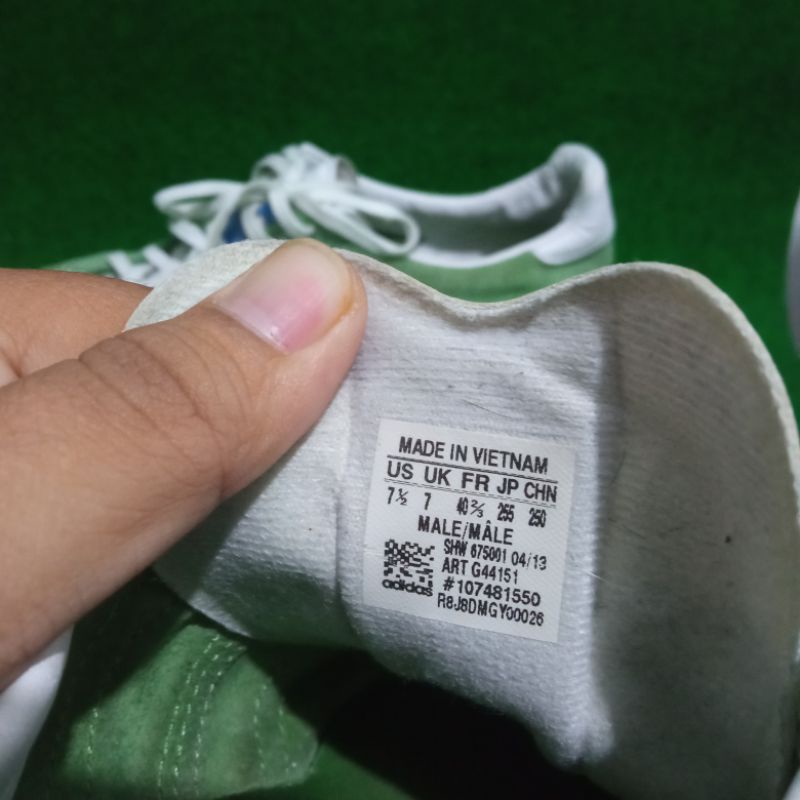 MADE IN VIETNAM
US UK FR JP CHN
7½ 7 40⅔ 255 250
MALE/MÂLE
SHW 675001 04/13
ART G44151
#107481550
adidas
R8J8DMGY00026